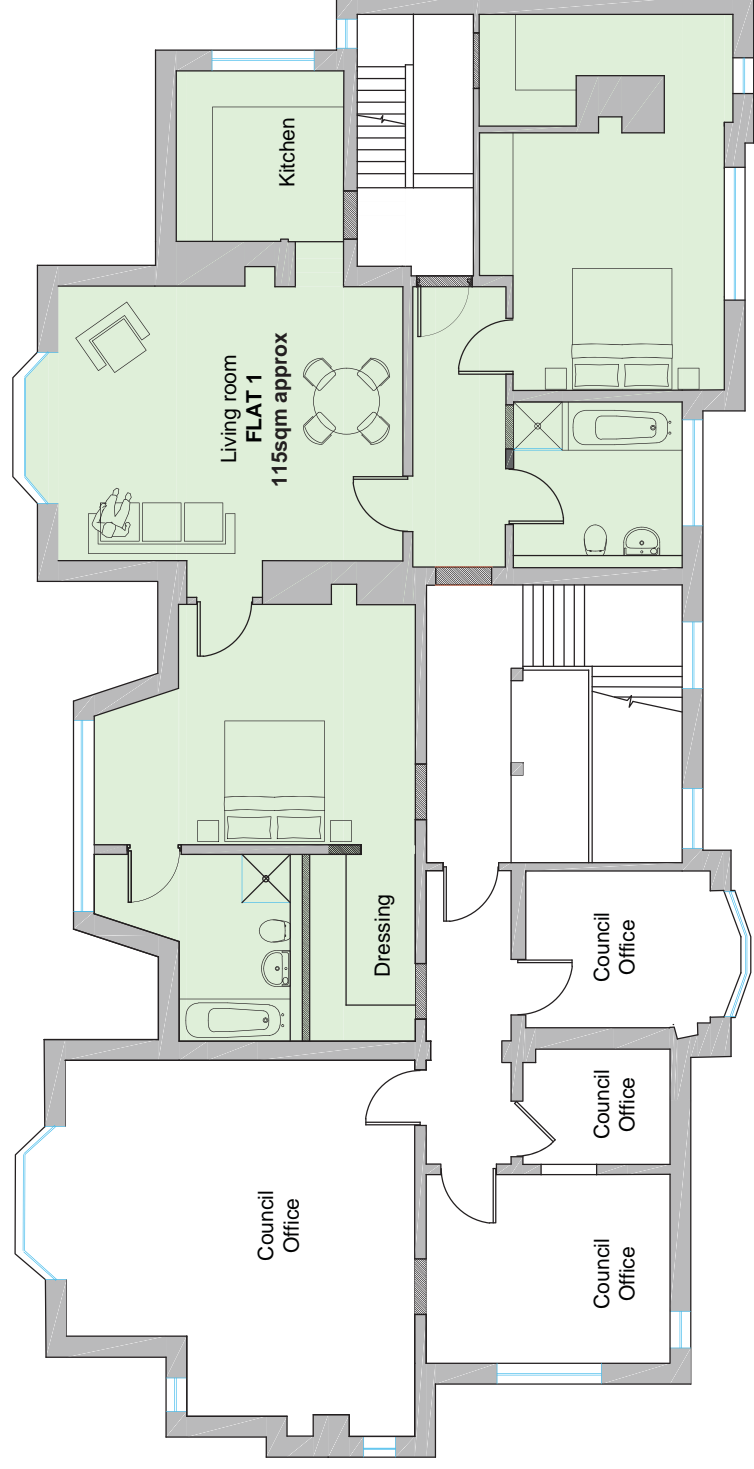 Kitchen
Living room
FLAT 1
115sqm approx
Dressing
Council
Office
Council
Office
Council
Office
Council
Office